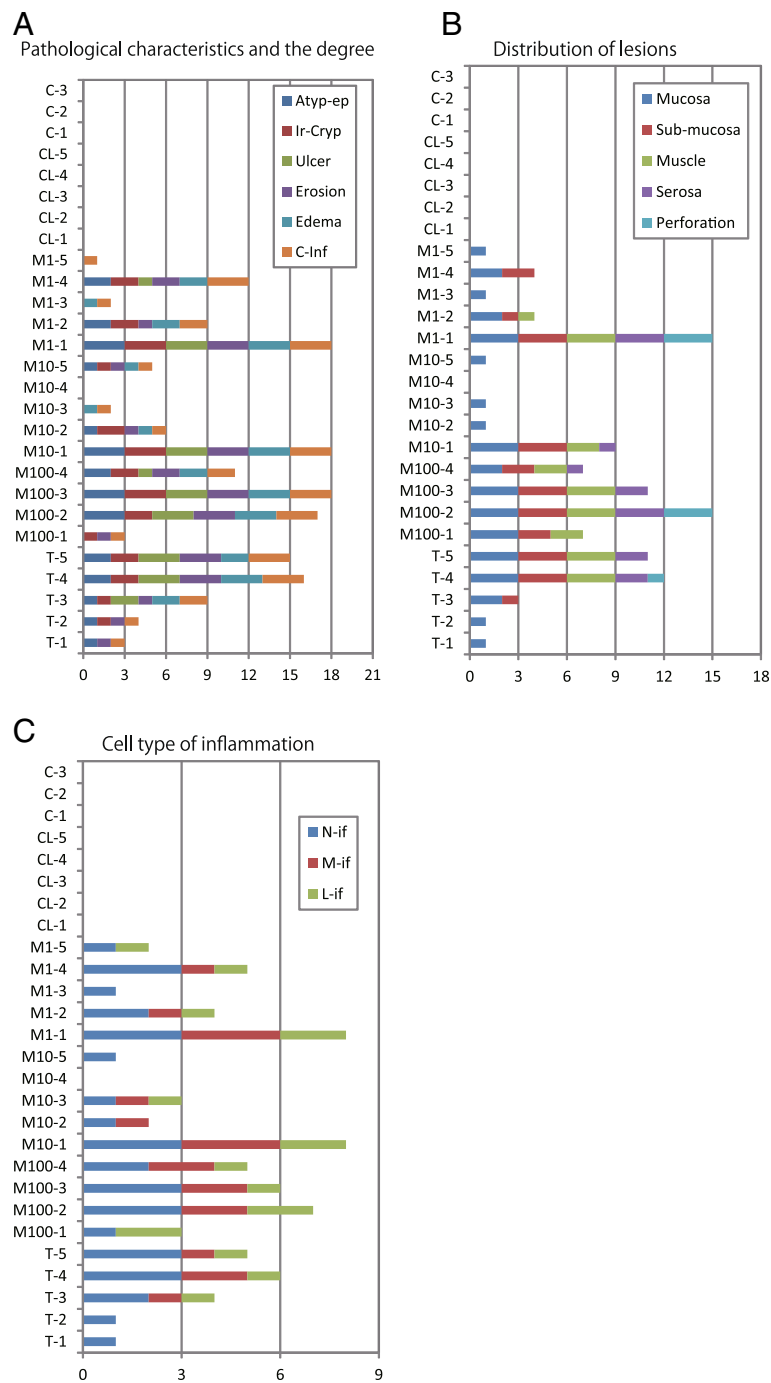 A
Pathological characteristics and the degree
C-3
C-2
C-1
CL-5
CL-4
CL-3
CL-2
CL-1
M1-5
M1-4
M1-3
M1-2
M1-1
M10-5
M10-4
M10-3
M10-2
M10-1
M100-4
M100-3
M100-2
M100-1
T-5
T-4
T-3
T-2
T-1
0 3 6 9 12 15 18 21
Atyp-ep
Ir-Cryp
Ulcer
Erosion
Edema
C-Inf
B
Distribution of lesions
C-3
C-2
C-1
CL-5
CL-4
CL-3
CL-2
CL-1
M1-5
M1-4
M1-3
M1-2
M1-1
M10-5
M10-4
M10-3
M10-2
M10-1
M100-4
M100-3
M100-2
M100-1
T-5
T-4
T-3
T-2
T-1
0 3 6 9 12 15 18
Mucosa
Sub-mucosa
Muscle
Serosa
Perforation
C
Cell type of inflammation
C-3
C-2
C-1
CL-5
CL-4
CL-3
CL-2
CL-1
M1-5
M1-4
M1-3
M1-2
M1-1
M10-5
M10-4
M10-3
M10-2
M10-1
M100-4
M100-3
M100-2
M100-1
T-5
T-4
T-3
T-2
T-1
0 3 6 9
N-if
M-if
L-if